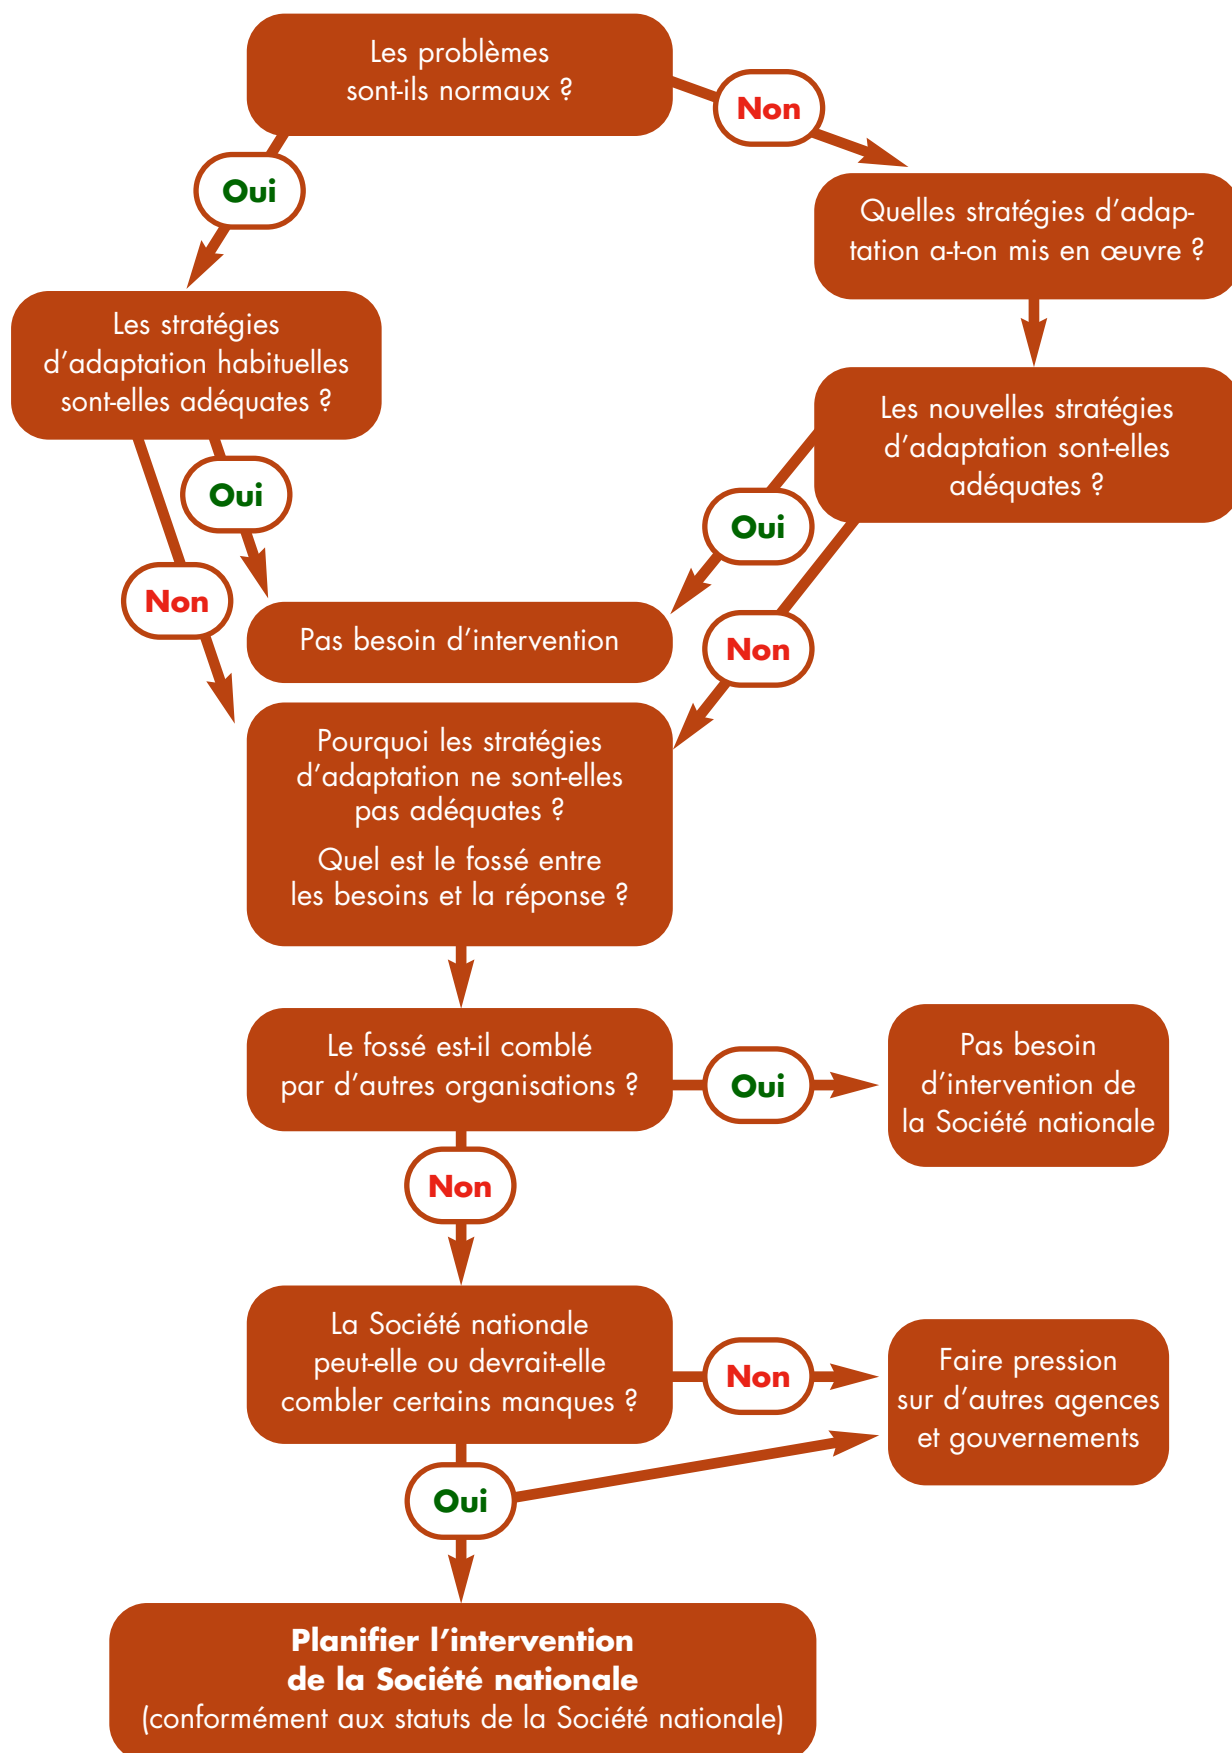 Les problèmes
sont-ils normaux ?
Non
Oui
Quelles stratégies d’adap-
tation a-t-on mis en œuvre ?
Les stratégies
d’adaptation habituelles
sont-elles adéquates ?
Les nouvelles stratégies
d’adaptation sont-elles
adéquates ?
Oui
Oui
Non
Pas besoin d’intervention
Non
Pourquoi les stratégies
d’adaptation ne sont-elles
pas adéquates ?
Quel est le fossé entre
les besoins et la réponse ?
Le fossé est-il comblé
par d’autres organisations ?
Oui
Pas besoin
d’intervention de
la Société nationale
Non
La Société nationale
peut-elle ou devrait-elle
combler certains manques ?
Non
Faire pression
sur d’autres agences
et gouvernements
Oui
Planifier l’intervention
de la Société nationale
(conformément aux statuts de la Société nationale)